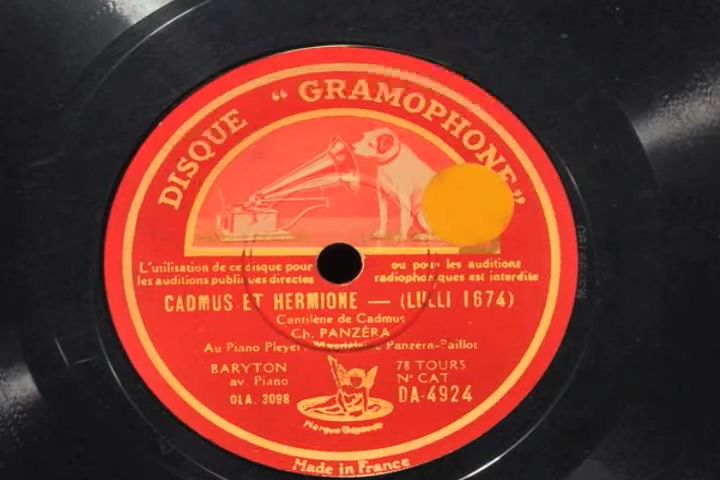 DISQUE “ GRAMOPHONE ”
L'utilisation de ce disque pour ou pour les auditions
les auditions publiques directes radiophoniques est interdite
CADMUS ET HERMIONE — (LULLI 1674)
Cantilène de Cadmus
Ch. PANZÉRA
Au Piano Pleyel: Panzéra-Baillot
BARYTON
av. Piano
OLA. 3098
78 TOURS
N° CAT
DA-4924
Marque Déposée
Made in France